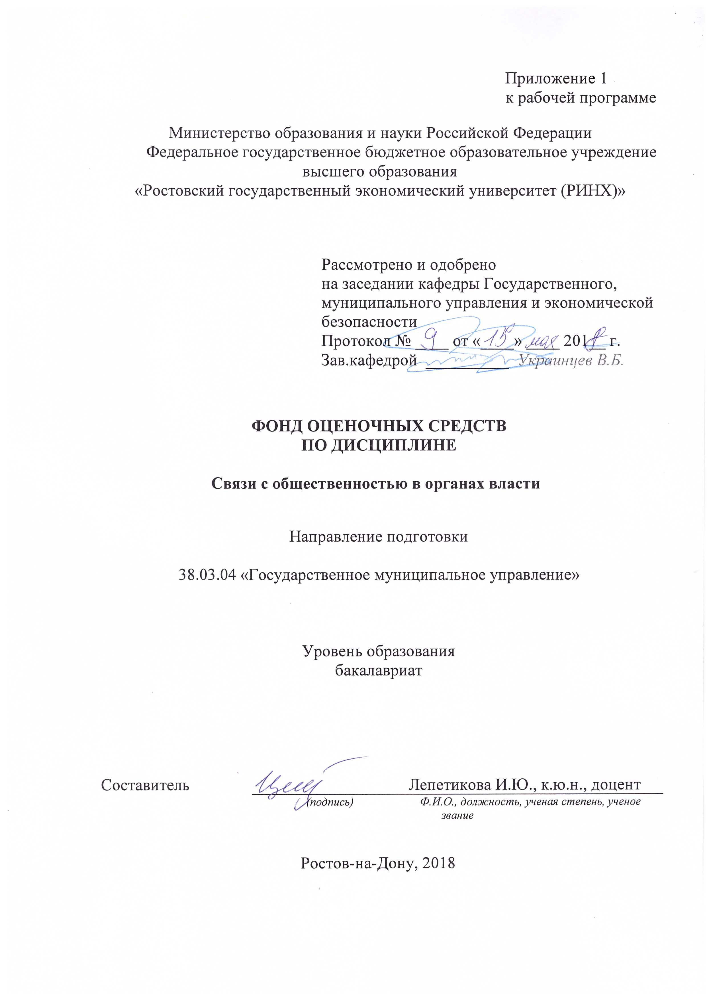 Приложение 1
к рабочей программе
Министерство образования и науки Российской Федерации
Федеральное государственное бюджетное образовательное учреждение
высшего образования
«Ростовский государственный экономический университет (РИНХ)»
Рассмотрено и одобрено
на заседании кафедры Государственного,
муниципального управления и экономической
безопасности
Протокол № 9 от «15» мая 2018 г.
Зав.кафедрой Украинцев В.Б.
ФОНД ОЦЕНОЧНЫХ СРЕДСТВ
ПО ДИСЦИПЛИНЕ
Связи с общественностью в органах власти
Направление подготовки
38.03.04 «Государственное муниципальное управление»
Уровень образования
бакалавриат
Составитель Лепетикова И.Ю., к.ю.н., доцент
(подпись) Ф.И.О., должность, ученая степень, ученое
звание
Ростов-на-Дону, 2018